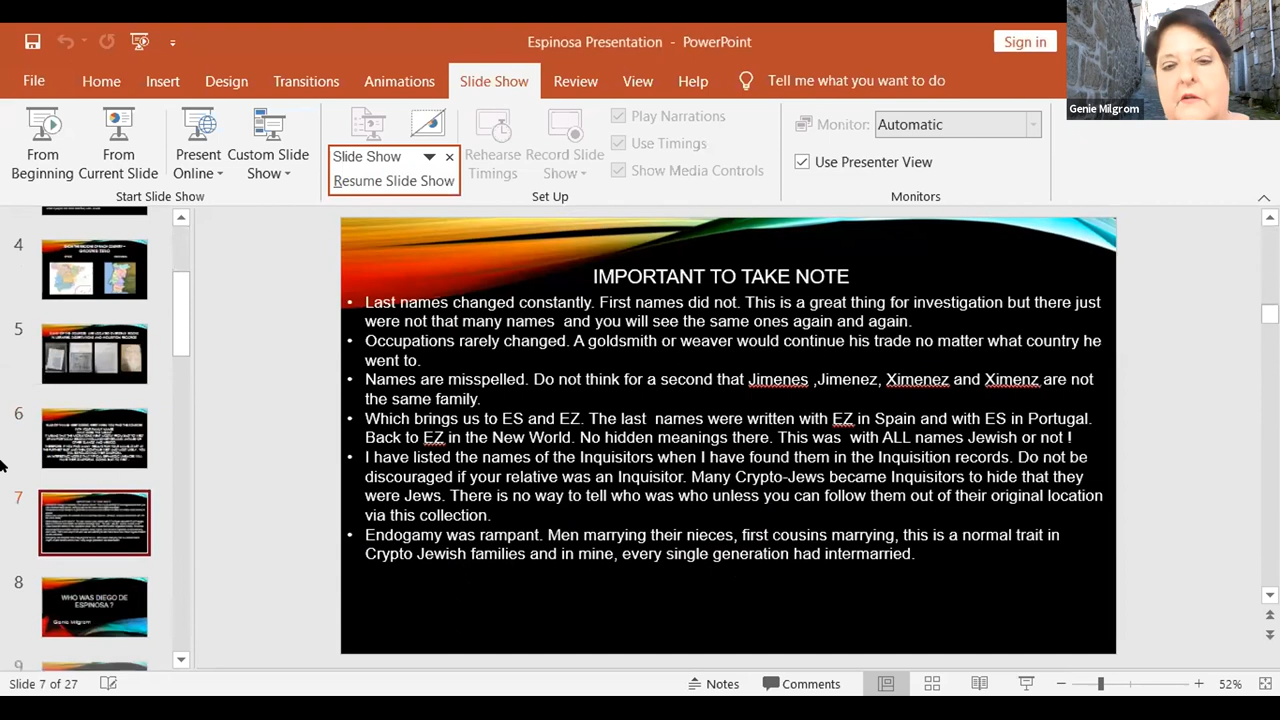 Espinosa Presentation - PowerPoint
Sign in
File Home Insert Design Transitions Animations Slide Show Review View Help Tell me what you want to do
Genie Milgrom
From Beginning
From Current Slide
Present Online
Custom Slide Show
Start Slide Show
Slide Show
Resume Slide Show
Rehearse Timings
Record Slide Show
Play Narrations
Use Timings
Show Media Controls
Set Up
Monitor: Automatic
Use Presenter View
Monitors
4
5
6
7
8
WHO WAS DIEGO DE
ESPINOSA ?
Genie Milgrom
9
IMPORTANT TO TAKE NOTE
• Last names changed constantly. First names did not. This is a great thing for investigation but there just
were not that many names and you will see the same ones again and again.
• Occupations rarely changed. A goldsmith or weaver would continue his trade no matter what country he
went to.
• Names are misspelled. Do not think for a second that Jimenes ,Jimenez, Ximenez and Ximenz are not
the same family.
• Which brings us to ES and EZ. The last names were written with EZ in Spain and with ES in Portugal.
Back to EZ in the New World. No hidden meanings there. This was with ALL names Jewish or not !
• I have listed the names of the Inquisitors when I have found them in the Inquisition records. Do not be
discouraged if your relative was an Inquisitor. Many Crypto-Jews became Inquisitors to hide that they
were Jews. There is no way to tell who was who unless you can follow them out of their original location
via this collection.
• Endogamy was rampant. Men marrying their nieces, first cousins marrying, this is a normal trait in
Crypto Jewish families and in mine, every single generation had intermarried.
Slide 7 of 27
Notes
Comments
52%